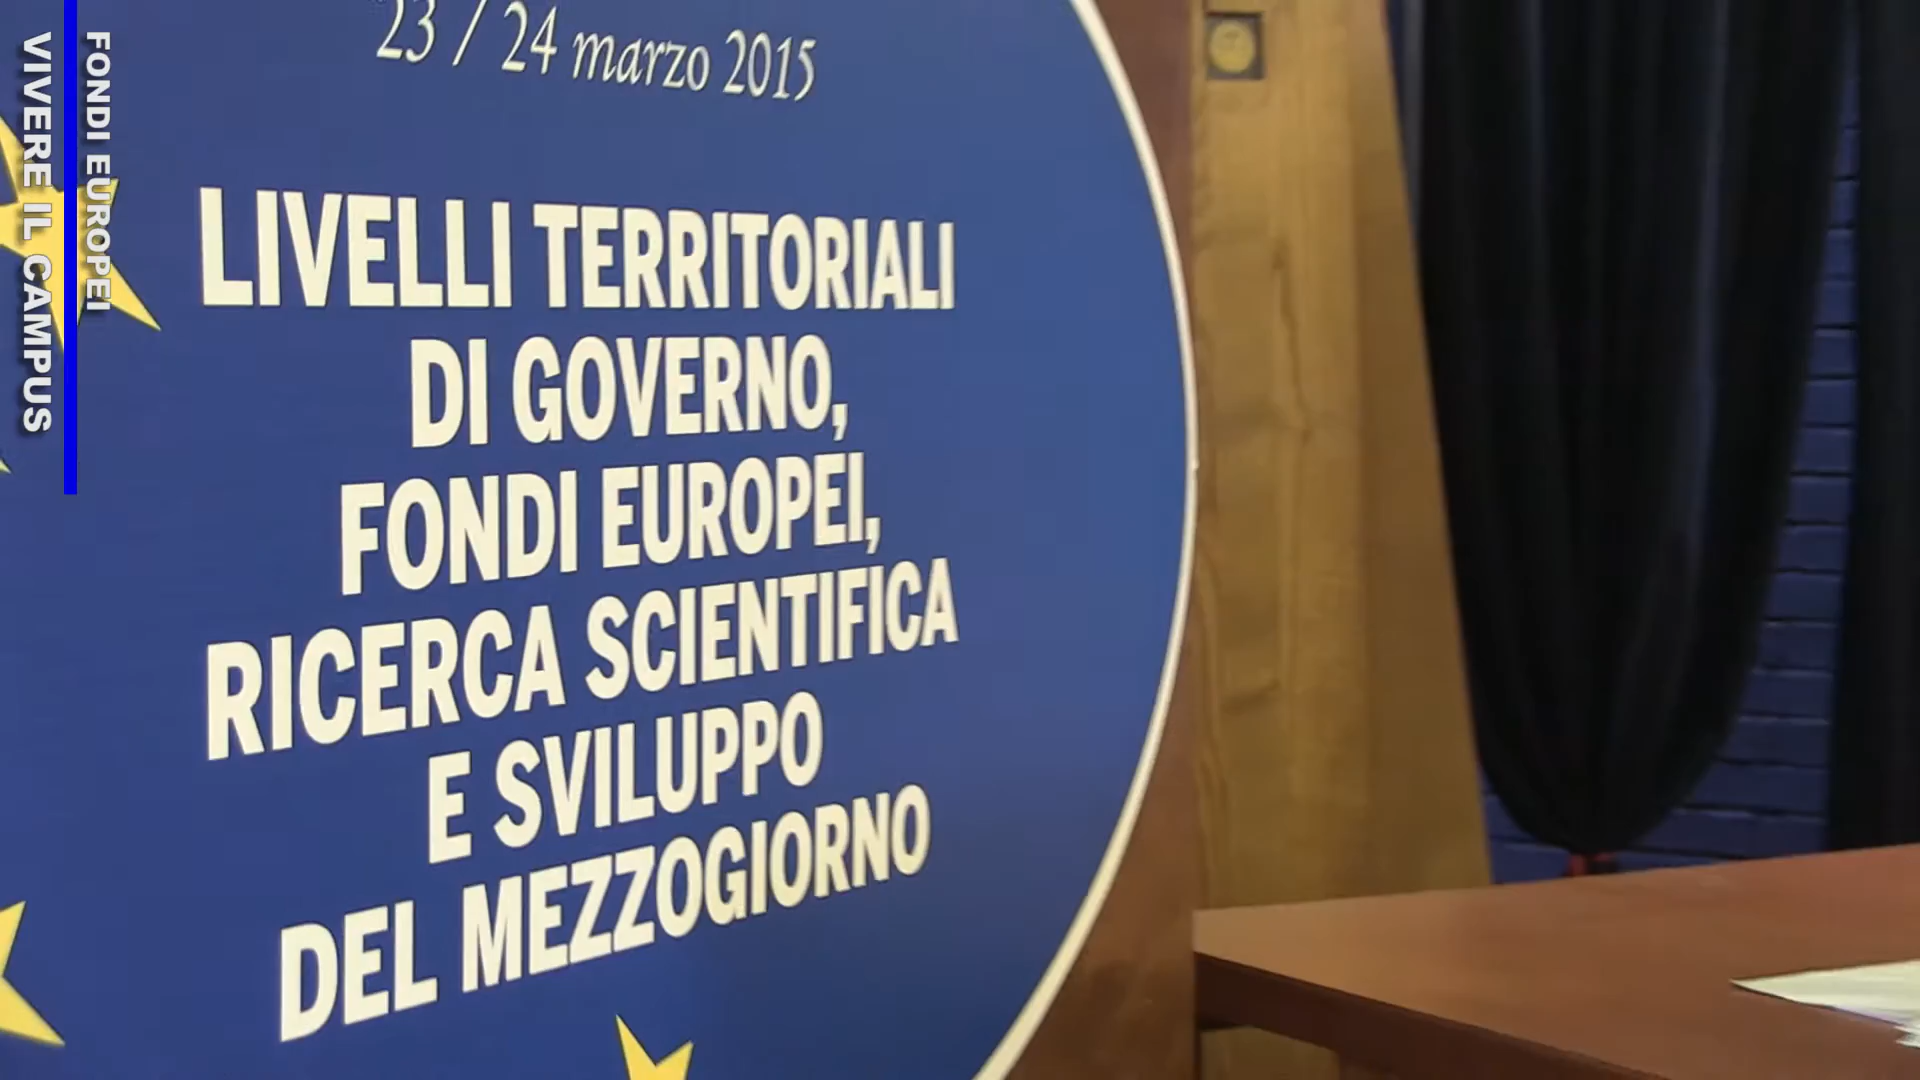 FONDI EUROPEI
VIVERE IL CAMPUS
23 / 24 marzo 2015
LIVELLI TERRITORIALI
DI GOVERNO,
FONDI EUROPEI,
RICERCA SCIENTIFICA
E SVILUPPO
DEL MEZZOGIORNO